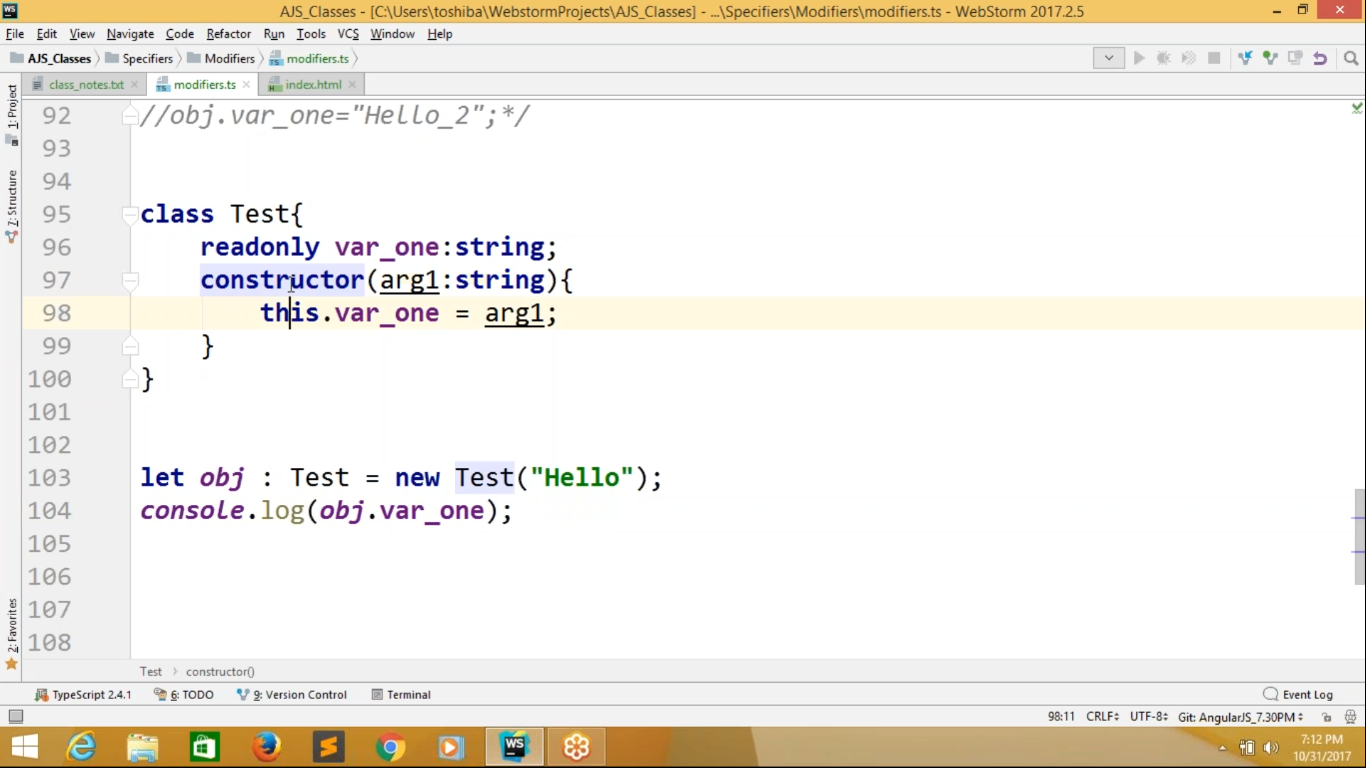 WS
AJS_Classes - [C:\Users\toshiba\WebstormProjects\AJS_Classes] - ...\Specifiers\Modifiers\modifiers.ts - WebStorm 2017.2.5
File Edit View Navigate Code Refactor Run Tools VCS Window Help
AJS_Classes Specifiers Modifiers modifiers.ts
class_notes.txt modifiers.ts index.html
1: Project
7: Structure
2: Favorites
92 //obj.var_one="Hello_2";*/
93
94
95 class Test{
96 readonly var_one:string;
97 constructor(arg1:string){
98 this.var_one = arg1;
99 }
100 }
101
102
103 let obj : Test = new Test("Hello");
104 console.log(obj.var_one);
105
106
107
108
Test constructor()
TypeScript 2.4.1 6: TODO 9: Version Control Terminal Event Log
98:11 CRLF UTF-8 Git: AngularJS_7.30PM
WS
7:12 PM
10/31/2017